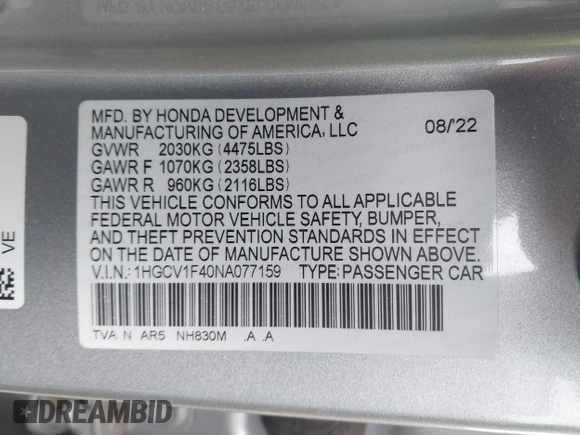 MFD. BY HONDA DEVELOPMENT &
MANUFACTURING OF AMERICA, LLC 08/'22
GVWR 2030KG (4475LBS)
GAWR F 1070KG (2358LBS)
GAWR R 960KG (2116LBS)
THIS VEHICLE CONFORMS TO ALL APPLICABLE
FEDERAL MOTOR VEHICLE SAFETY, BUMPER,
AND THEFT PREVENTION STANDARDS IN EFFECT
ON THE DATE OF MANUFACTURE SHOWN ABOVE.
V.I.N.: 1HGCV1F40NA077159 TYPE: PASSENGER CAR
TVA N AR5 NH830M .A .A
VE
DREAMBID